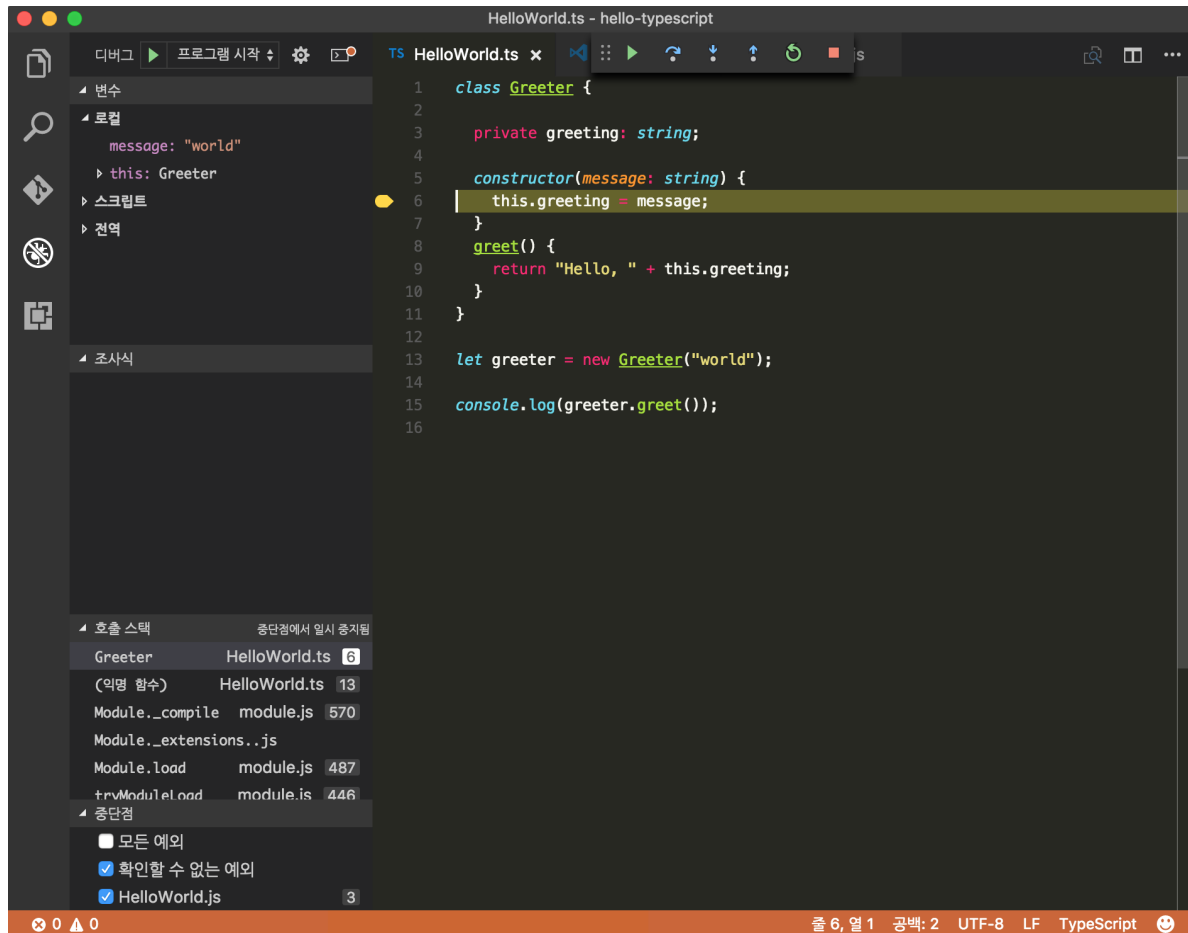 HelloWorld.ts - hello-typescript
디버그 프로그램 시작
TS HelloWorld.ts × js
변수
로컬
message: "world"
this: Greeter
스크립트
전역
조사식
호출 스택 중단점에서 일시 중지됨
Greeter HelloWorld.ts 6
(익명 함수) HelloWorld.ts 13
Module._compile module.js 570
Module._extensions..js
Module.load module.js 487
tryModuleLoad module.js 446
중단점
모든 예외
확인할 수 없는 예외
HelloWorld.js 3
1 class Greeter {
2
3 private greeting: string;
4
5 constructor(message: string) {
6 this.greeting = message;
7 }
8 greet() {
9 return "Hello, " + this.greeting;
10 }
11 }
12
13 let greeter = new Greeter("world");
14
15 console.log(greeter.greet());
16
0 0 줄 6, 열 1 공백: 2 UTF-8 LF TypeScript